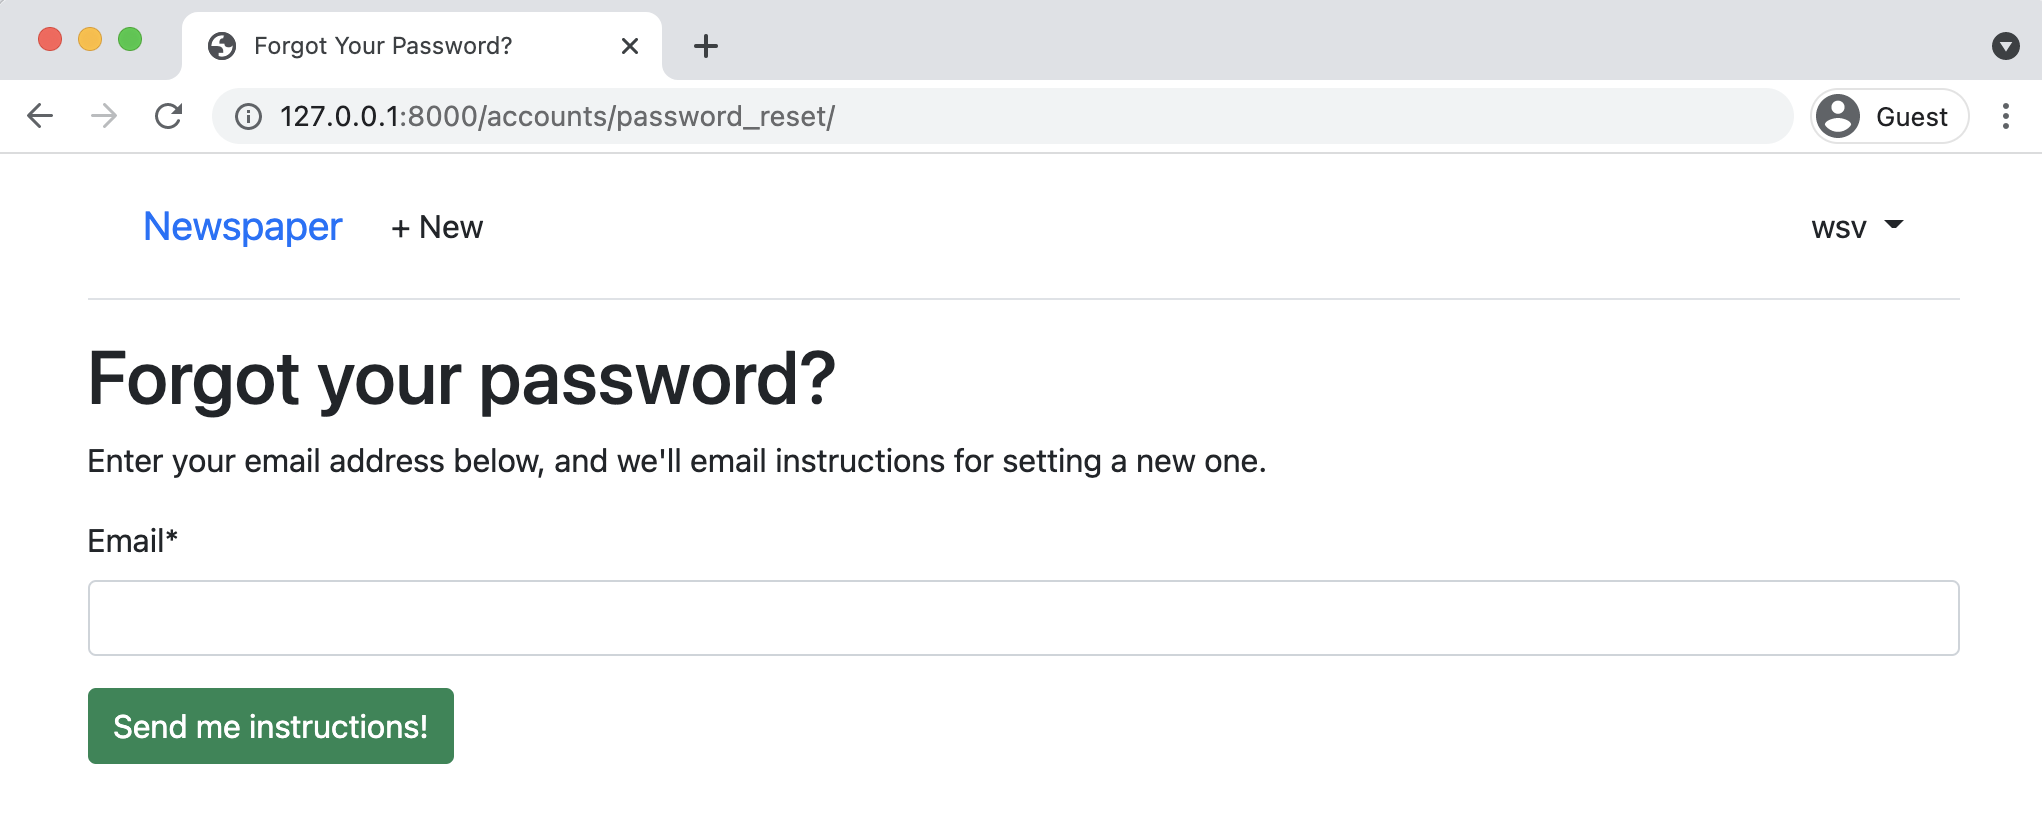 Forgot Your Password?
127.0.0.1:8000/accounts/password_reset/
Guest
Newspaper + New wsv
Forgot your password?
Enter your email address below, and we'll email instructions for setting a new one.
Email*
Send me instructions!